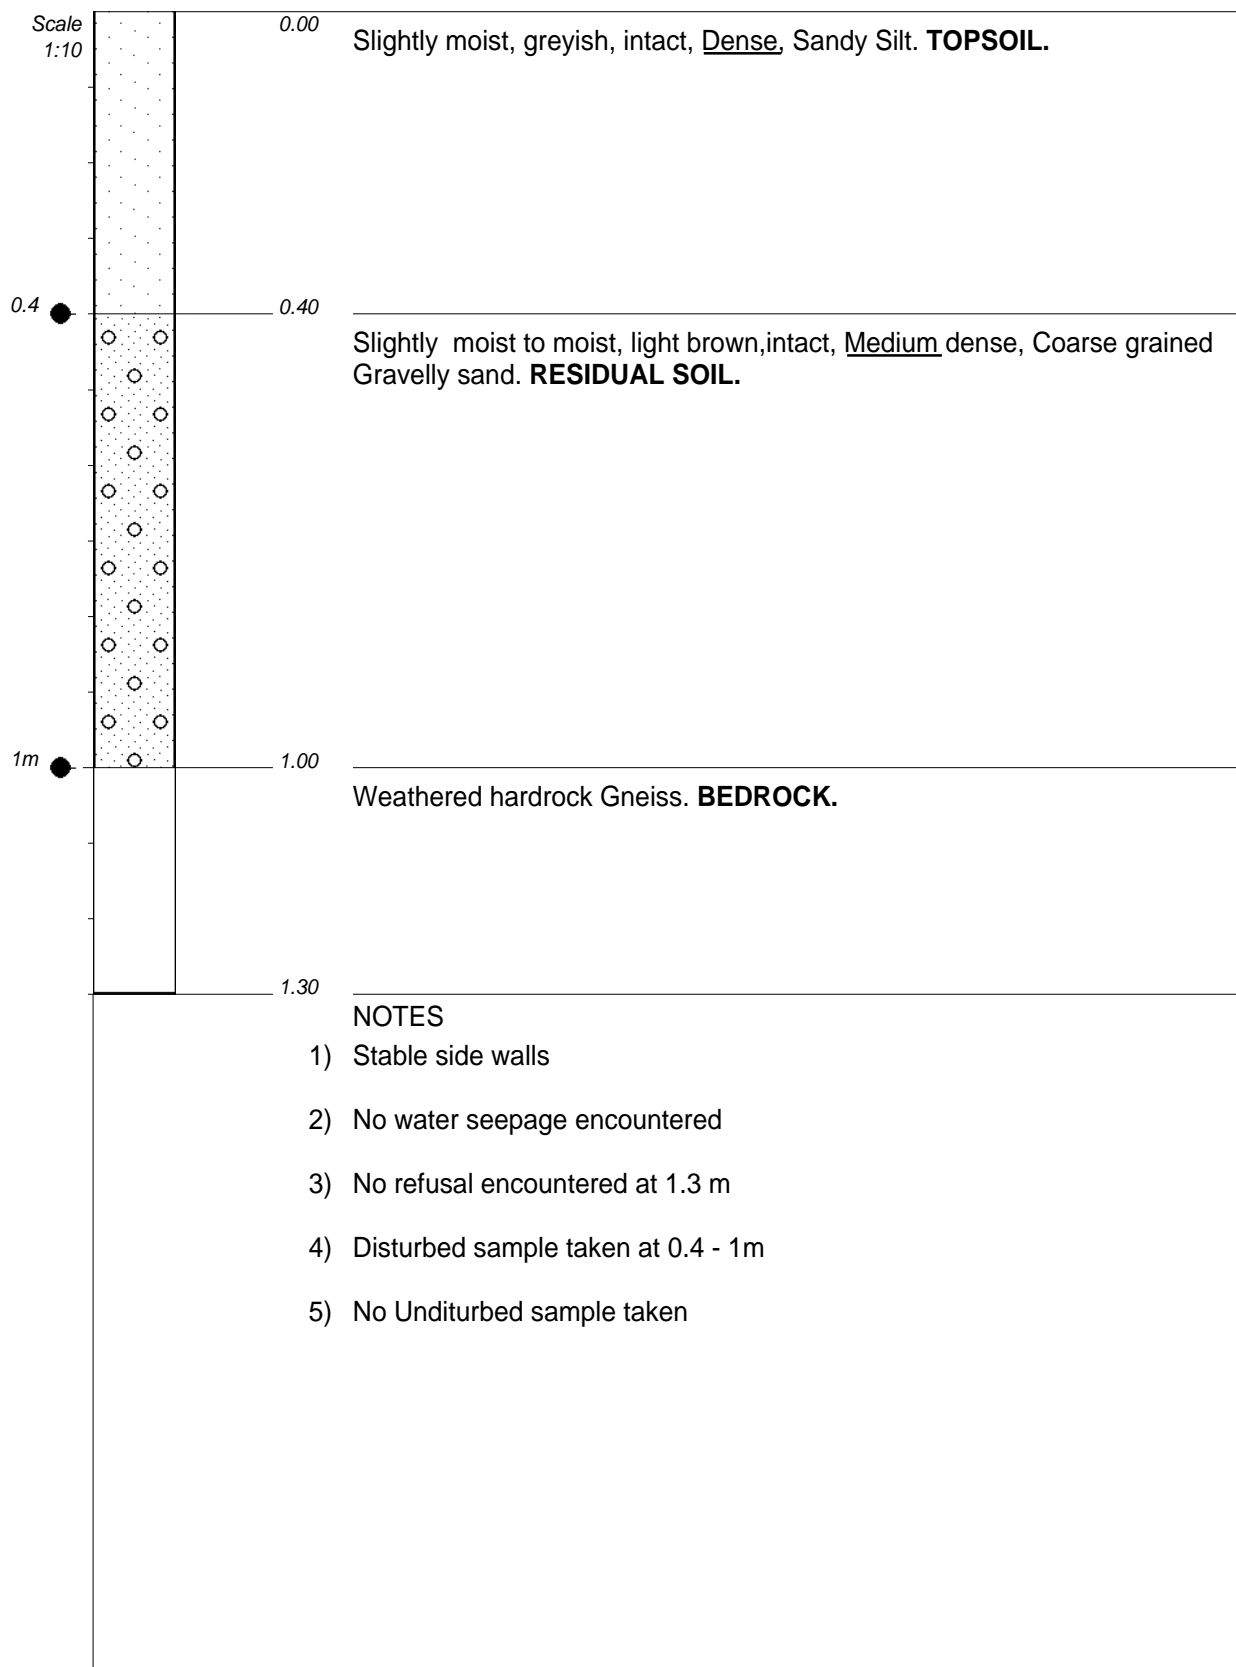 Scale
1:10
0.00
Slightly moist, greyish, intact, Dense, Sandy Silt. TOPSOIL.
0.4
0.40
Slightly  moist to moist, light brown,intact, Medium dense, Coarse grained
Gravelly sand. RESIDUAL SOIL.
1m
1.00
Weathered hardrock Gneiss. BEDROCK.
1.30
NOTES
1) Stable side walls
2) No water seepage encountered
3) No refusal encountered at 1.3 m
4) Disturbed sample taken at 0.4 - 1m
5) No Unditurbed sample taken